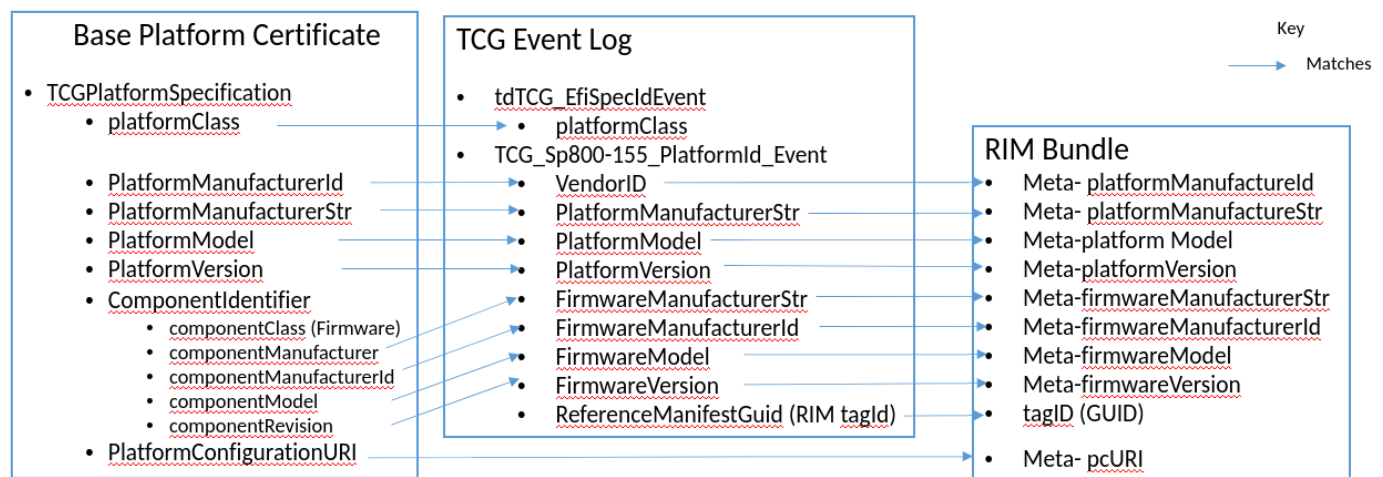 Base Platform Certificate
• TCGPlatformSpecification
• platformClass
• PlatformManufacturerId
• PlatformManufacturerStr
• PlatformModel
• PlatformVersion
• ComponentIdentifier
• componentClass (Firmware)
• componentManufacturer
• componentManufacturerId
• componentModel
• componentRevision
• PlatformConfigurationURI
TCG Event Log
• tdTCG_EfiSpecIdEvent
• platformClass
• TCG_Sp800-155_PlatformId_Event
• VendorID
• PlatformManufacturerStr
• PlatformModel
• PlatformVersion
• FirmwareManufacturerStr
• FirmwareManufacturerId
• FirmwareModel
• FirmwareVersion
• ReferenceManifestGuid (RIM tagId)
Key
Matches
RIM Bundle
• Meta- platformManufactureId
• Meta- platformManufactureStr
• Meta-platform Model
• Meta-platformVersion
• Meta-firmwareManufacturerStr
• Meta-firmwareManufacturerId
• Meta-firmwareModel
• Meta-firmwareVersion
• tagID (GUID)
• Meta- pcURI